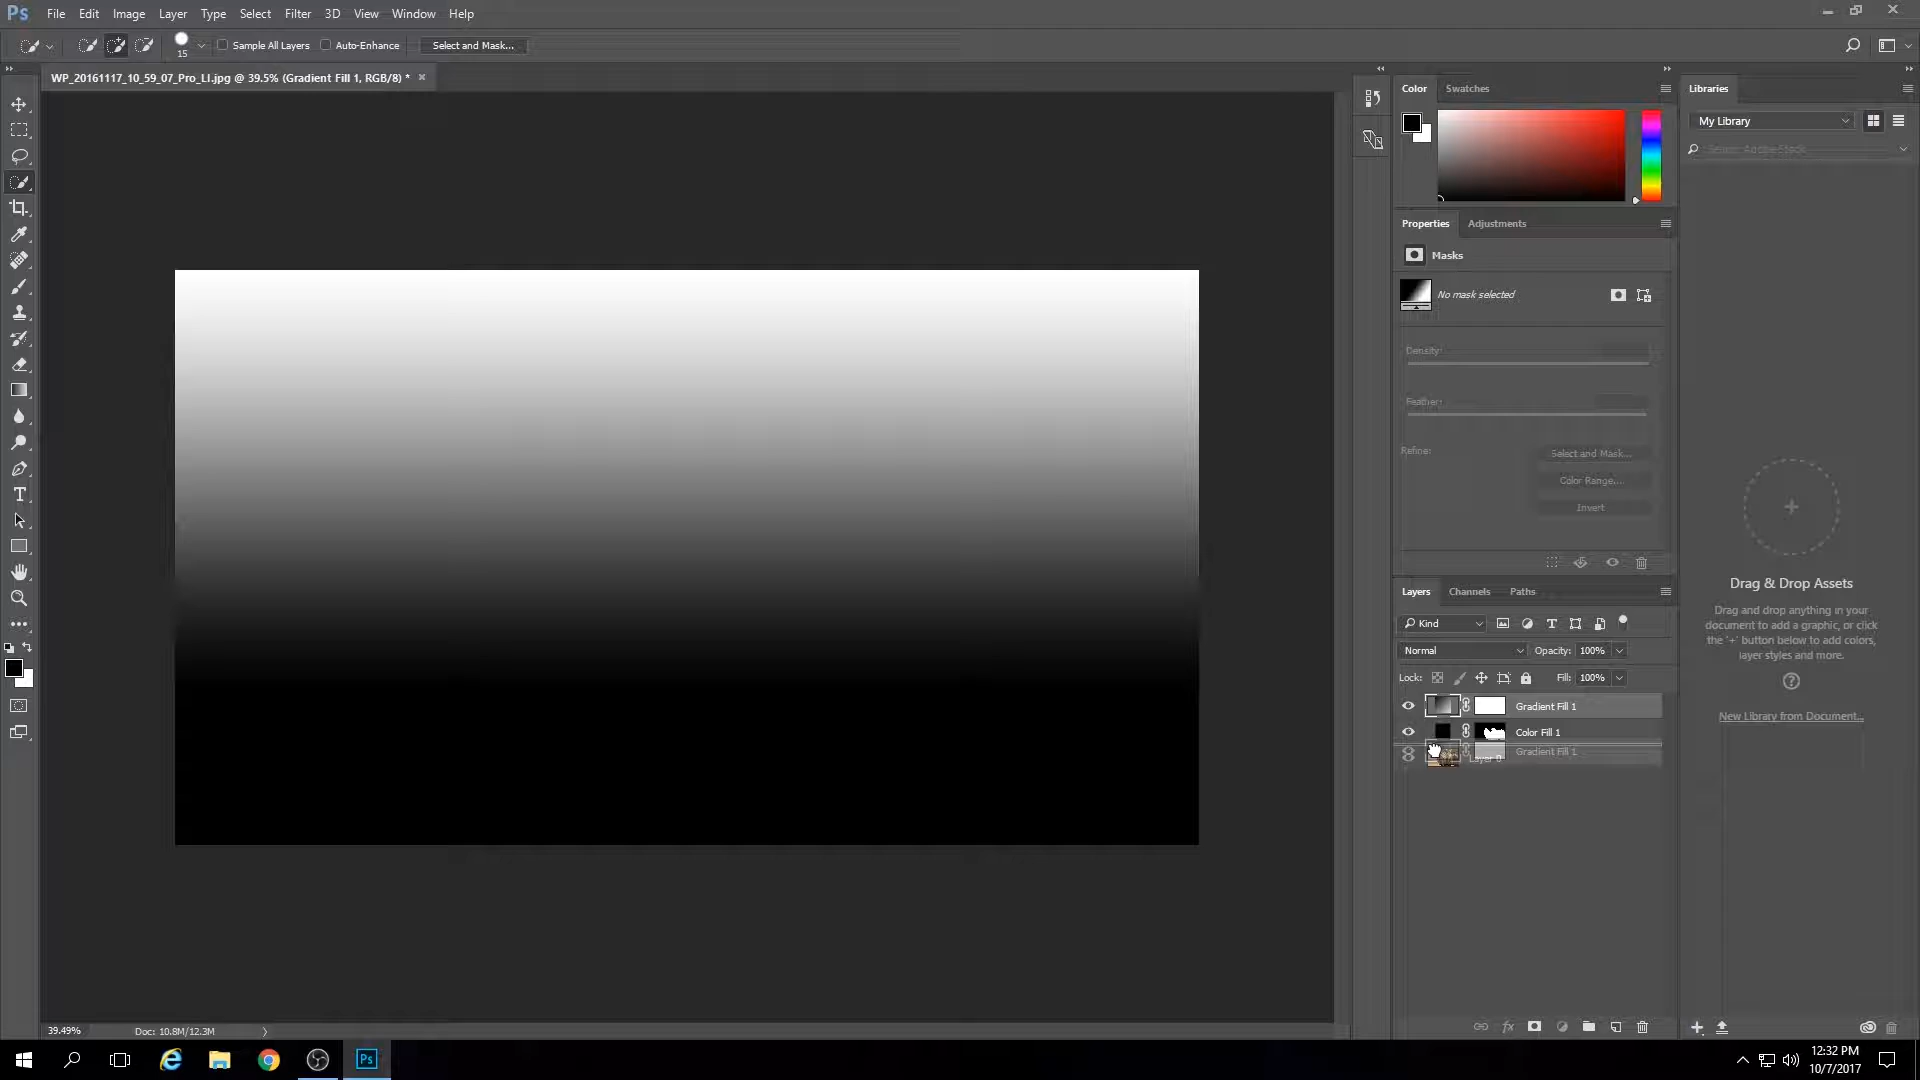 Ps File Edit Image Layer Type Select Filter 3D View Window Help
15 Sample All Layers Auto-Enhance Select and Mask...
WP_20161117_10_59_07_Pro_LI.jpg @ 39.5% (Gradient Fill 1, RGB/8) *
Color Swatches
Libraries
My Library
Properties Adjustments
Masks
No mask selected
Density:
Feather:
Refine:
Select and Mask...
Color Range...
Invert
Drag & Drop Assets
Drag and drop anything in your
document to add a graphic, or click
the '+' button below to add colors,
layer styles and more.
New Library from Document...
Layers Channels Paths
Kind
Normal Opacity: 100%
Lock: Fill: 100%
Gradient Fill 1
Color Fill 1
Gradient Fill 1
Layer 0
39.49% Doc: 10.8M/12.3M
Ps
12:32 PM
10/7/2017